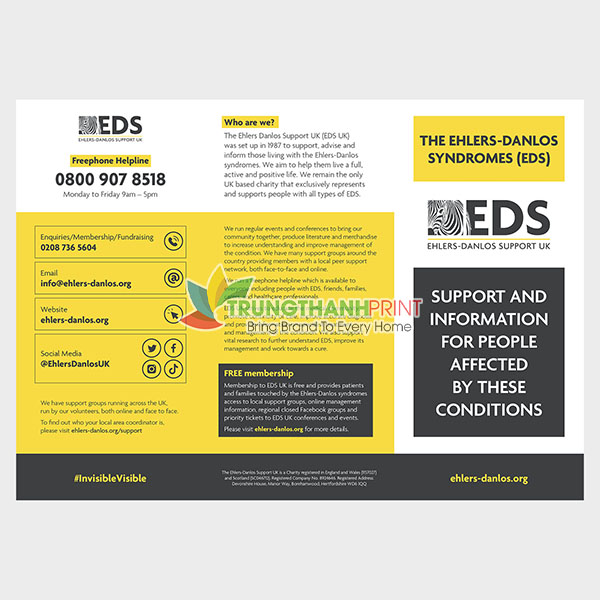 EDS
EHLERS-DANLOS SUPPORT UK
Freephone Helpline
0800 907 8518
Monday to Friday 9am – 5pm
Enquiries/Membership/Fundraising
0208 736 5604
Email
info@ehlers-danlos.org
Website
ehlers-danlos.org
Social Media
@EhlersDanlosUK
We have support groups running across the UK,
run by our volunteers, both online and face to face.
To find out who your local area coordinator is,
please visit ehlers-danlos.org/support
#InvisibleVisible
Who are we?
The Ehlers Danlos Support UK (EDS UK)
was set up in 1987 to support, advise and
inform those living with the Ehlers-Danlos
syndromes. We aim to help them live a full,
active and positive life. We remain the only
UK based charity that exclusively represents
and supports people with all types of EDS.
We run regular events and conferences to bring our
community together, produce literature and merchandise
to increase understanding and improve management of
the condition. We have many support groups around the
country providing members with a local peer support
network, both face-to-face and online.
We run a freephone helpline which is available to
everyone including people with EDS, friends, families,
carers and healthcare professionals.
TRUNGTHANHPRINT
Bring Brand To Every Home
and management of the condition. We also support
vital research to further understand EDS, improve its
management and work towards a cure.
FREE membership
Membership to EDS UK is free and provides patients
and families touched by the Ehlers-Danlos syndromes
access to local support groups, online management
information, regional closed Facebook groups and
priority tickets to EDS UK conferences and events.
Please visit ehlers-danlos.org for more details.
The Ehlers-Danlos Support UK is a Charity registered in England and Wales
and Scotland Registered Company No. Registered Address
Devonshire House, Manor Way, Borehamwood, Hertfordshire WD6 1QQ
THE EHLERS-DANLOS
SYNDROMES (EDS)
EDS
EHLERS-DANLOS SUPPORT UK
SUPPORT AND
INFORMATION
FOR PEOPLE
AFFECTED
BY THESE
CONDITIONS
ehlers-danlos.org